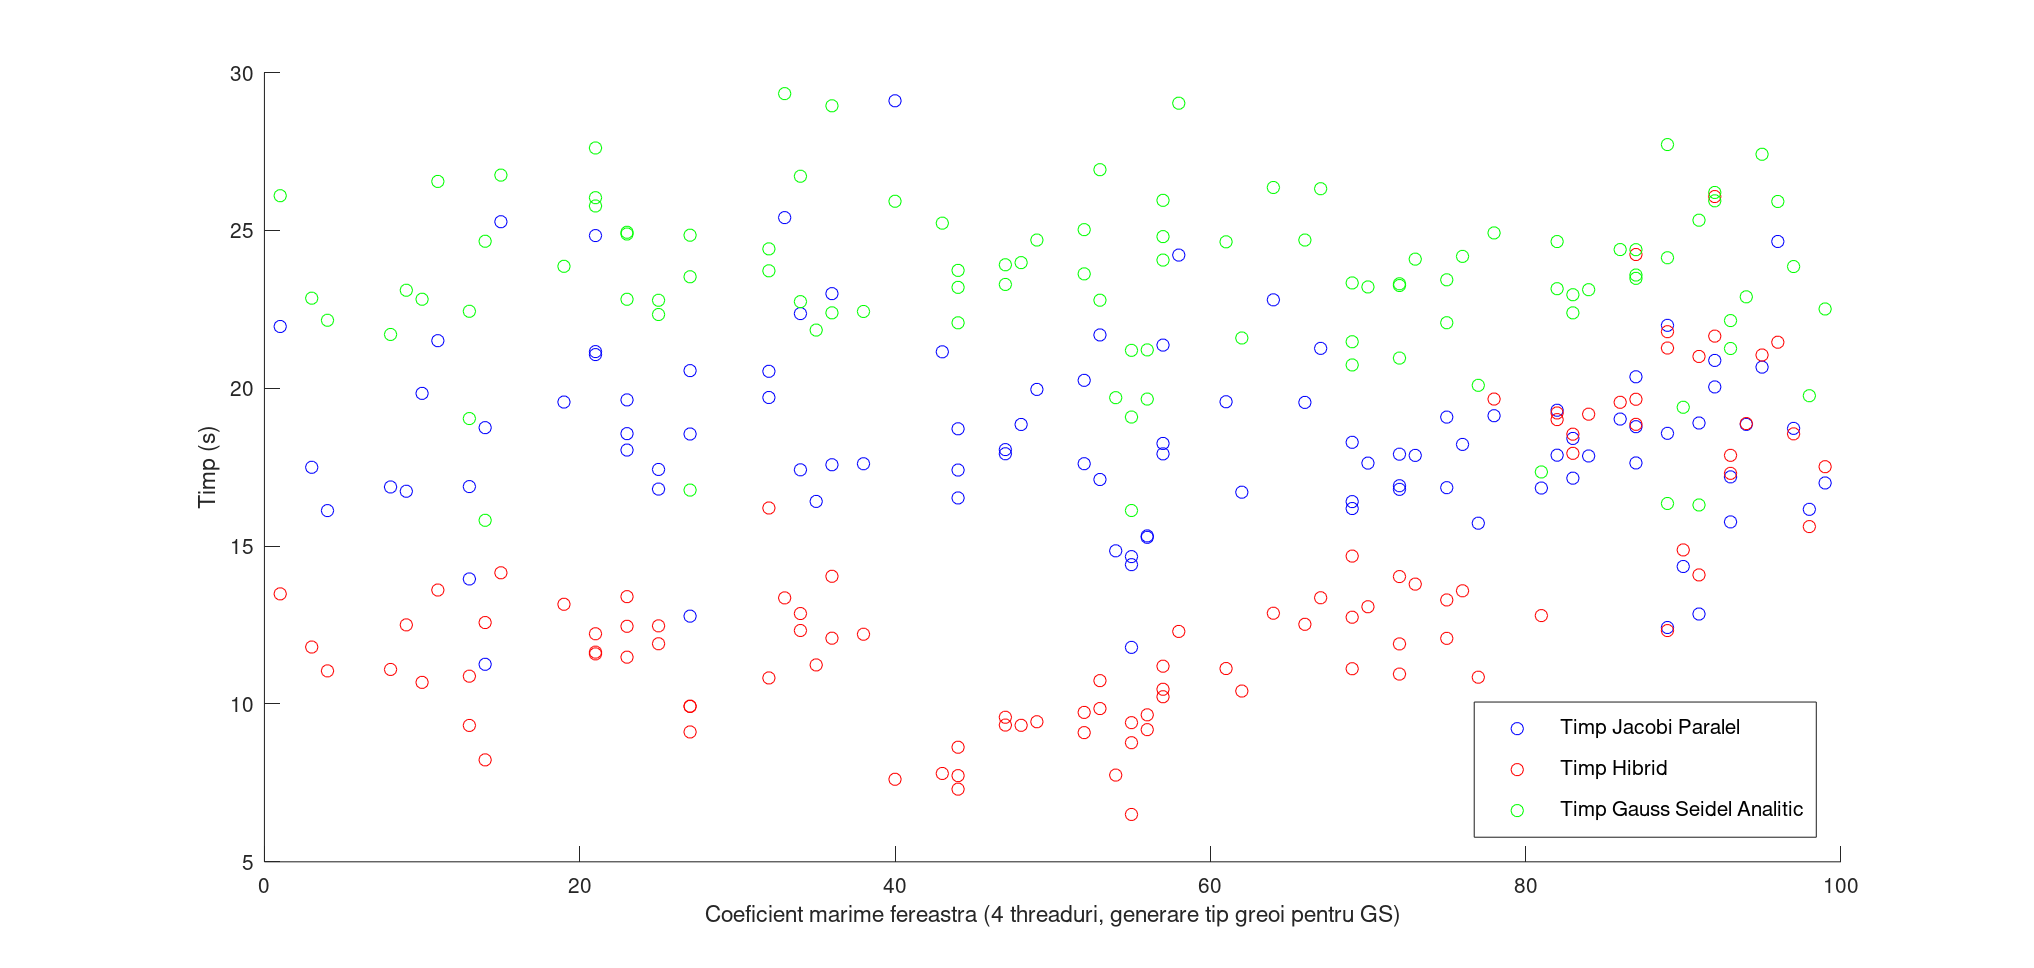 30
25
20
15
10
5
Timp (s)
0 20 40 60 80 100
Coeficient marime fereastra (4 threaduri, generare tip greoi pentru GS)
Timp Jacobi Paralel
Timp Hibrid
Timp Gauss Seidel Analitic